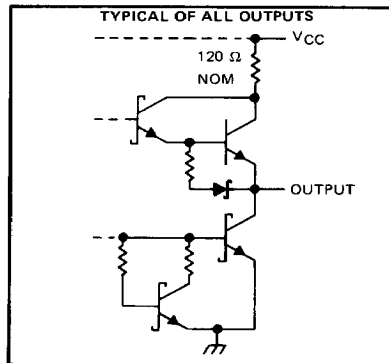 TYPICAL OF ALL OUTPUTS
VCC
120 Ω
NOM
OUTPUT